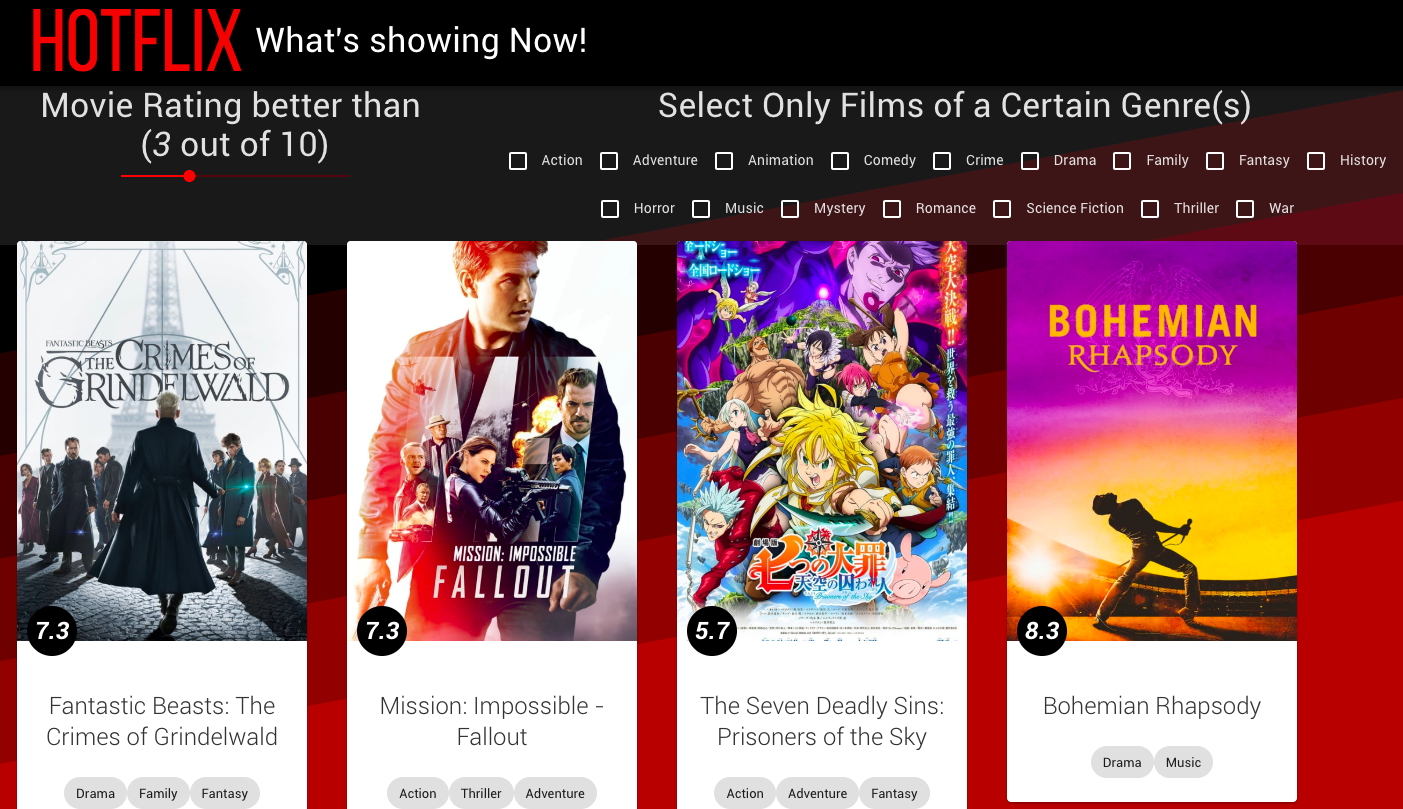 HOTFLIX What's showing Now!
Movie Rating better than
(3 out of 10)
Select Only Films of a Certain Genre(s)
Action Adventure Animation Comedy Crime Drama Family Fantasy History
Horror Music Mystery Romance Science Fiction Thriller War
FANTASTIC BEASTS
THE CRIMES OF
GRINDELWALD
7.3
Fantastic Beasts: The
Crimes of Grindelwald
Drama Family Fantasy
MISSION: IMPOSSIBLE
FALLOUT
7.3
Mission: Impossible -
Fallout
Action Thriller Adventure
全国ロードショー
天空大決戦!!
世界を救う最強の罪人、集結!!
劇場版
七つの大罪
天空の囚われ人
Prisoners of the Sky
5.7
The Seven Deadly Sins:
Prisoners of the Sky
Action Adventure Fantasy
BOHEMIAN
RHAPSODY
8.3
Bohemian Rhapsody
Drama Music